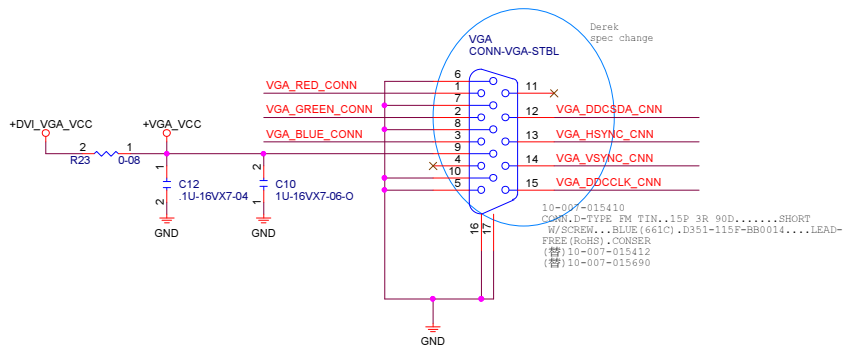 Derek
spec change
VGA
CONN-VGA-STBL
6
VGA_RED_CONN
1
11
7
VGA_GREEN_CONN
2
12
VGA_DDCSDA_CNN
+DVI_VGA_VCC
+VGA_VCC
8
VGA_BLUE_CONN
3
13
VGA_HSYNC_CNN
2
1
9
R23
0-08
4
14
VGA_VSYNC_CNN
1
2
10
C12
C10
5
15
VGA_DDCCLK_CNN
.1U-16VX7-04
1U-16VX7-06-O
2
1
GND
GND
16
17
10-007-015410
CONN.D-TYPE FM TIN..15P 3R 90D.......SHORT
W/SCREW...BLUE(661C).D351-115F-BB0014....LEAD-
FREE(RoHS).CONSER
(替)10-007-015412
(替)10-007-015690
GND